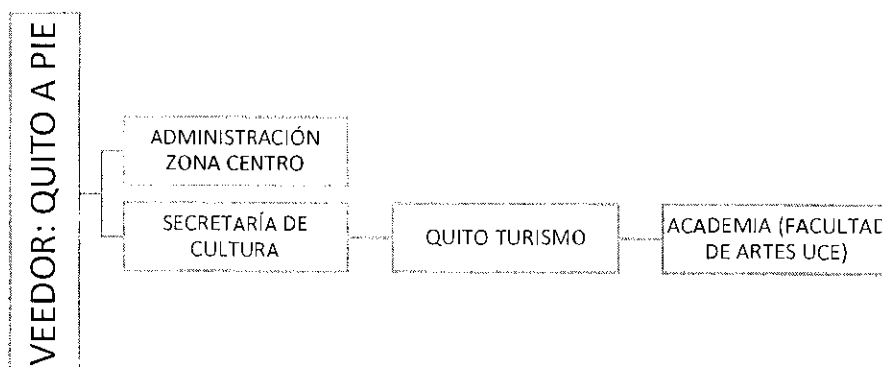 VEEDOR: QUITO A PIE
ADMINISTRACIÓN
ZONA CENTRO
SECRETARÍA DE
CULTURA
QUITO TURISMO
ACADEMIA (FACULTAD
DE ARTES UCE)